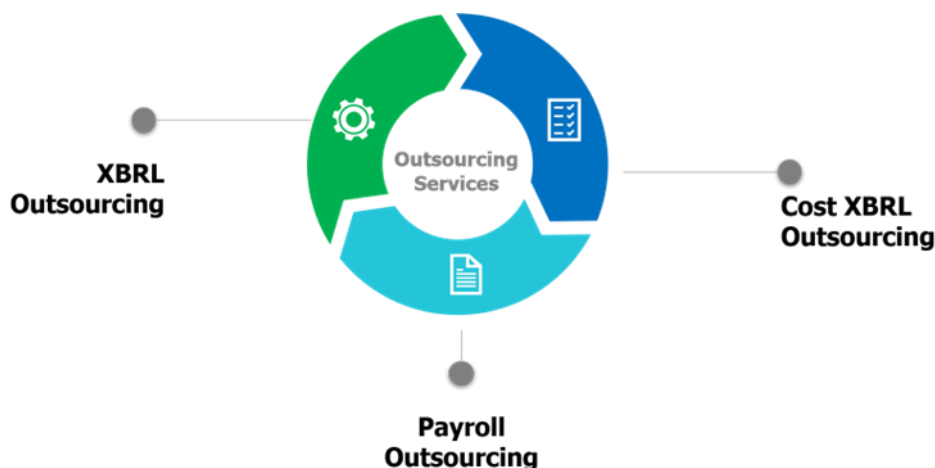 Outsourcing
Services
XBRL
Outsourcing
Cost XBRL
Outsourcing
Payroll
Outsourcing